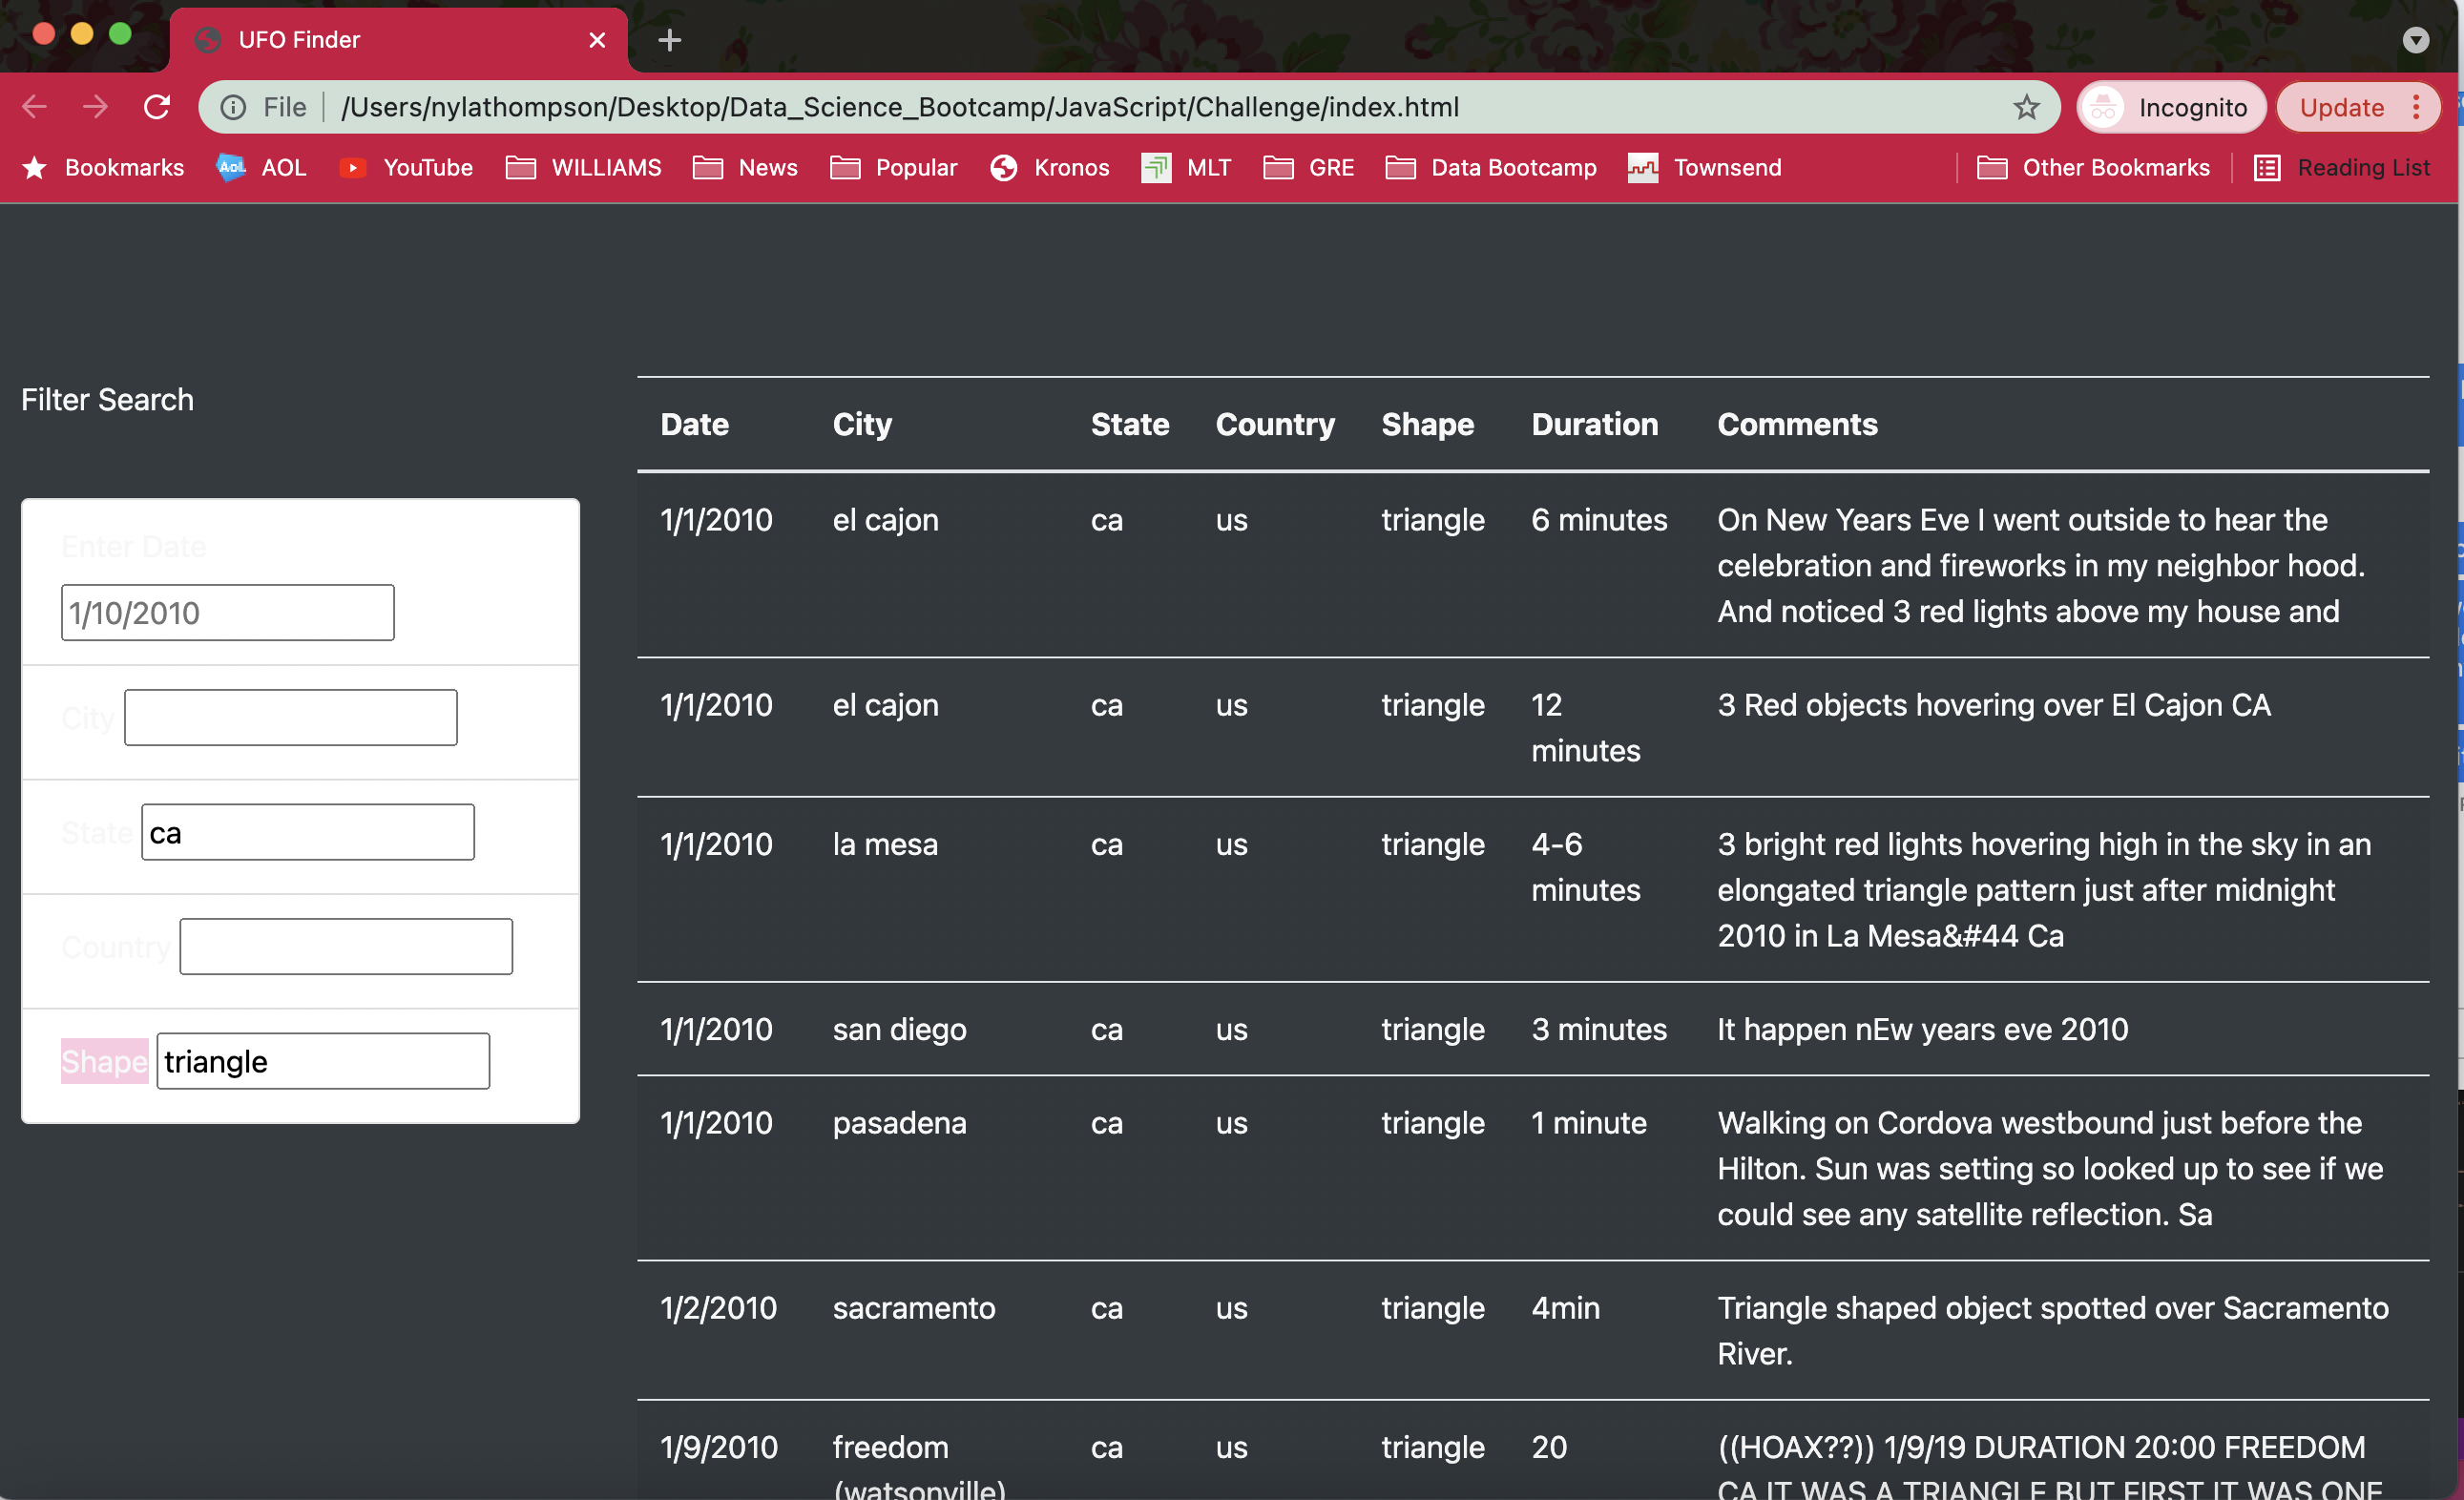 UFO Finder
File /Users/nylathompson/Desktop/Data_Science_Bootcamp/JavaScript/Challenge/index.html Incognito Update
Bookmarks AOL YouTube WILLIAMS News Popular Kronos MLT GRE Data Bootcamp Townsend Other Bookmarks Reading List
Filter Search
Enter Date
1/10/2010
City
State ca
Country
Shape triangle
Date City State Country Shape Duration Comments
1/1/2010 el cajon ca us triangle 6 minutes On New Years Eve I went outside to hear the
celebration and fireworks in my neighbor hood.
And noticed 3 red lights above my house and
1/1/2010 el cajon ca us triangle 12 3 Red objects hovering over El Cajon CA
minutes
1/1/2010 la mesa ca us triangle 4-6 3 bright red lights hovering high in the sky in an
minutes elongated triangle pattern just after midnight
2010 in La Mesa&#44 Ca
1/1/2010 san diego ca us triangle 3 minutes It happen nEw years eve 2010
1/1/2010 pasadena ca us triangle 1 minute Walking on Cordova westbound just before the
Hilton. Sun was setting so looked up to see if we
could see any satellite reflection. Sa
1/2/2010 sacramento ca us triangle 4min Triangle shaped object spotted over Sacramento
River.
1/9/2010 freedom ca us triangle 20 ((HOAX??)) 1/9/19 DURATION 20:00 FREEDOM
(watsonville) CA IT WAS A TRIANGLE BUT FIRST IT WAS ONE